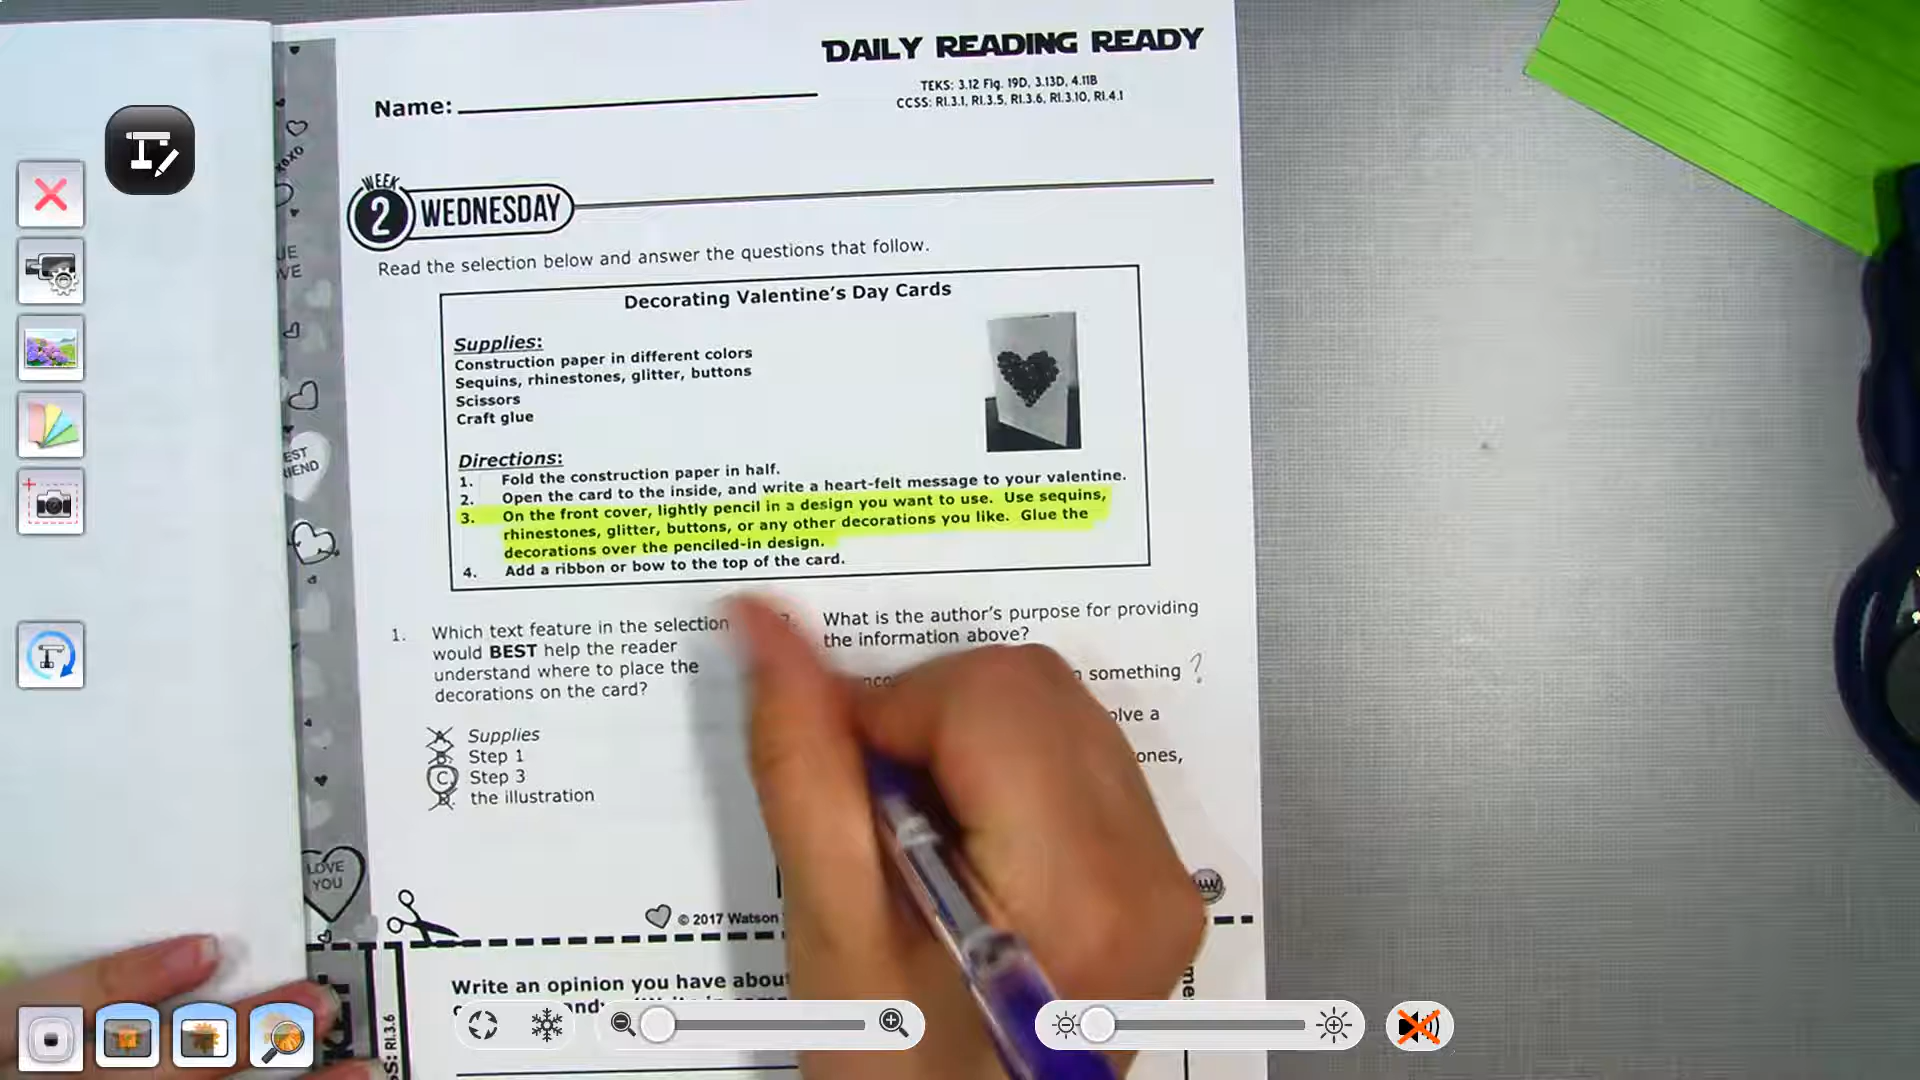 DAILY READING READY
TEKS: 3.12 Fig. 19D, 3.13D, 4.11B
CCSS: RI.3.1, RI.3.5, RI.3.6, RI.3.10, RI.4.1
Name:
WEEK
2 WEDNESDAY
Read the selection below and answer the questions that follow.
Decorating Valentine's Day Cards
Supplies:
Construction paper in different colors
Sequins, rhinestones, glitter, buttons
Scissors
Craft glue
Directions:
1. Fold the construction paper in half.
2. Open the card to the inside, and write a heart-felt message to your valentine.
3. On the front cover, lightly pencil in a design you want to use. Use sequins,
rhinestones, glitter, buttons, or any other decorations you like. Glue the
decorations over the penciled-in design.
4. Add a ribbon or bow to the top of the card.
1. Which text feature in the selection
would BEST help the reader
understand where to place the
decorations on the card?
A. Supplies
B. Step 1
C Step 3
D. the illustration
What is the author's purpose for providing
the information above?
something ?
© 2017 Watson
Write an opinion you have about
XOXO
LOVE
YOU
RI.3.6